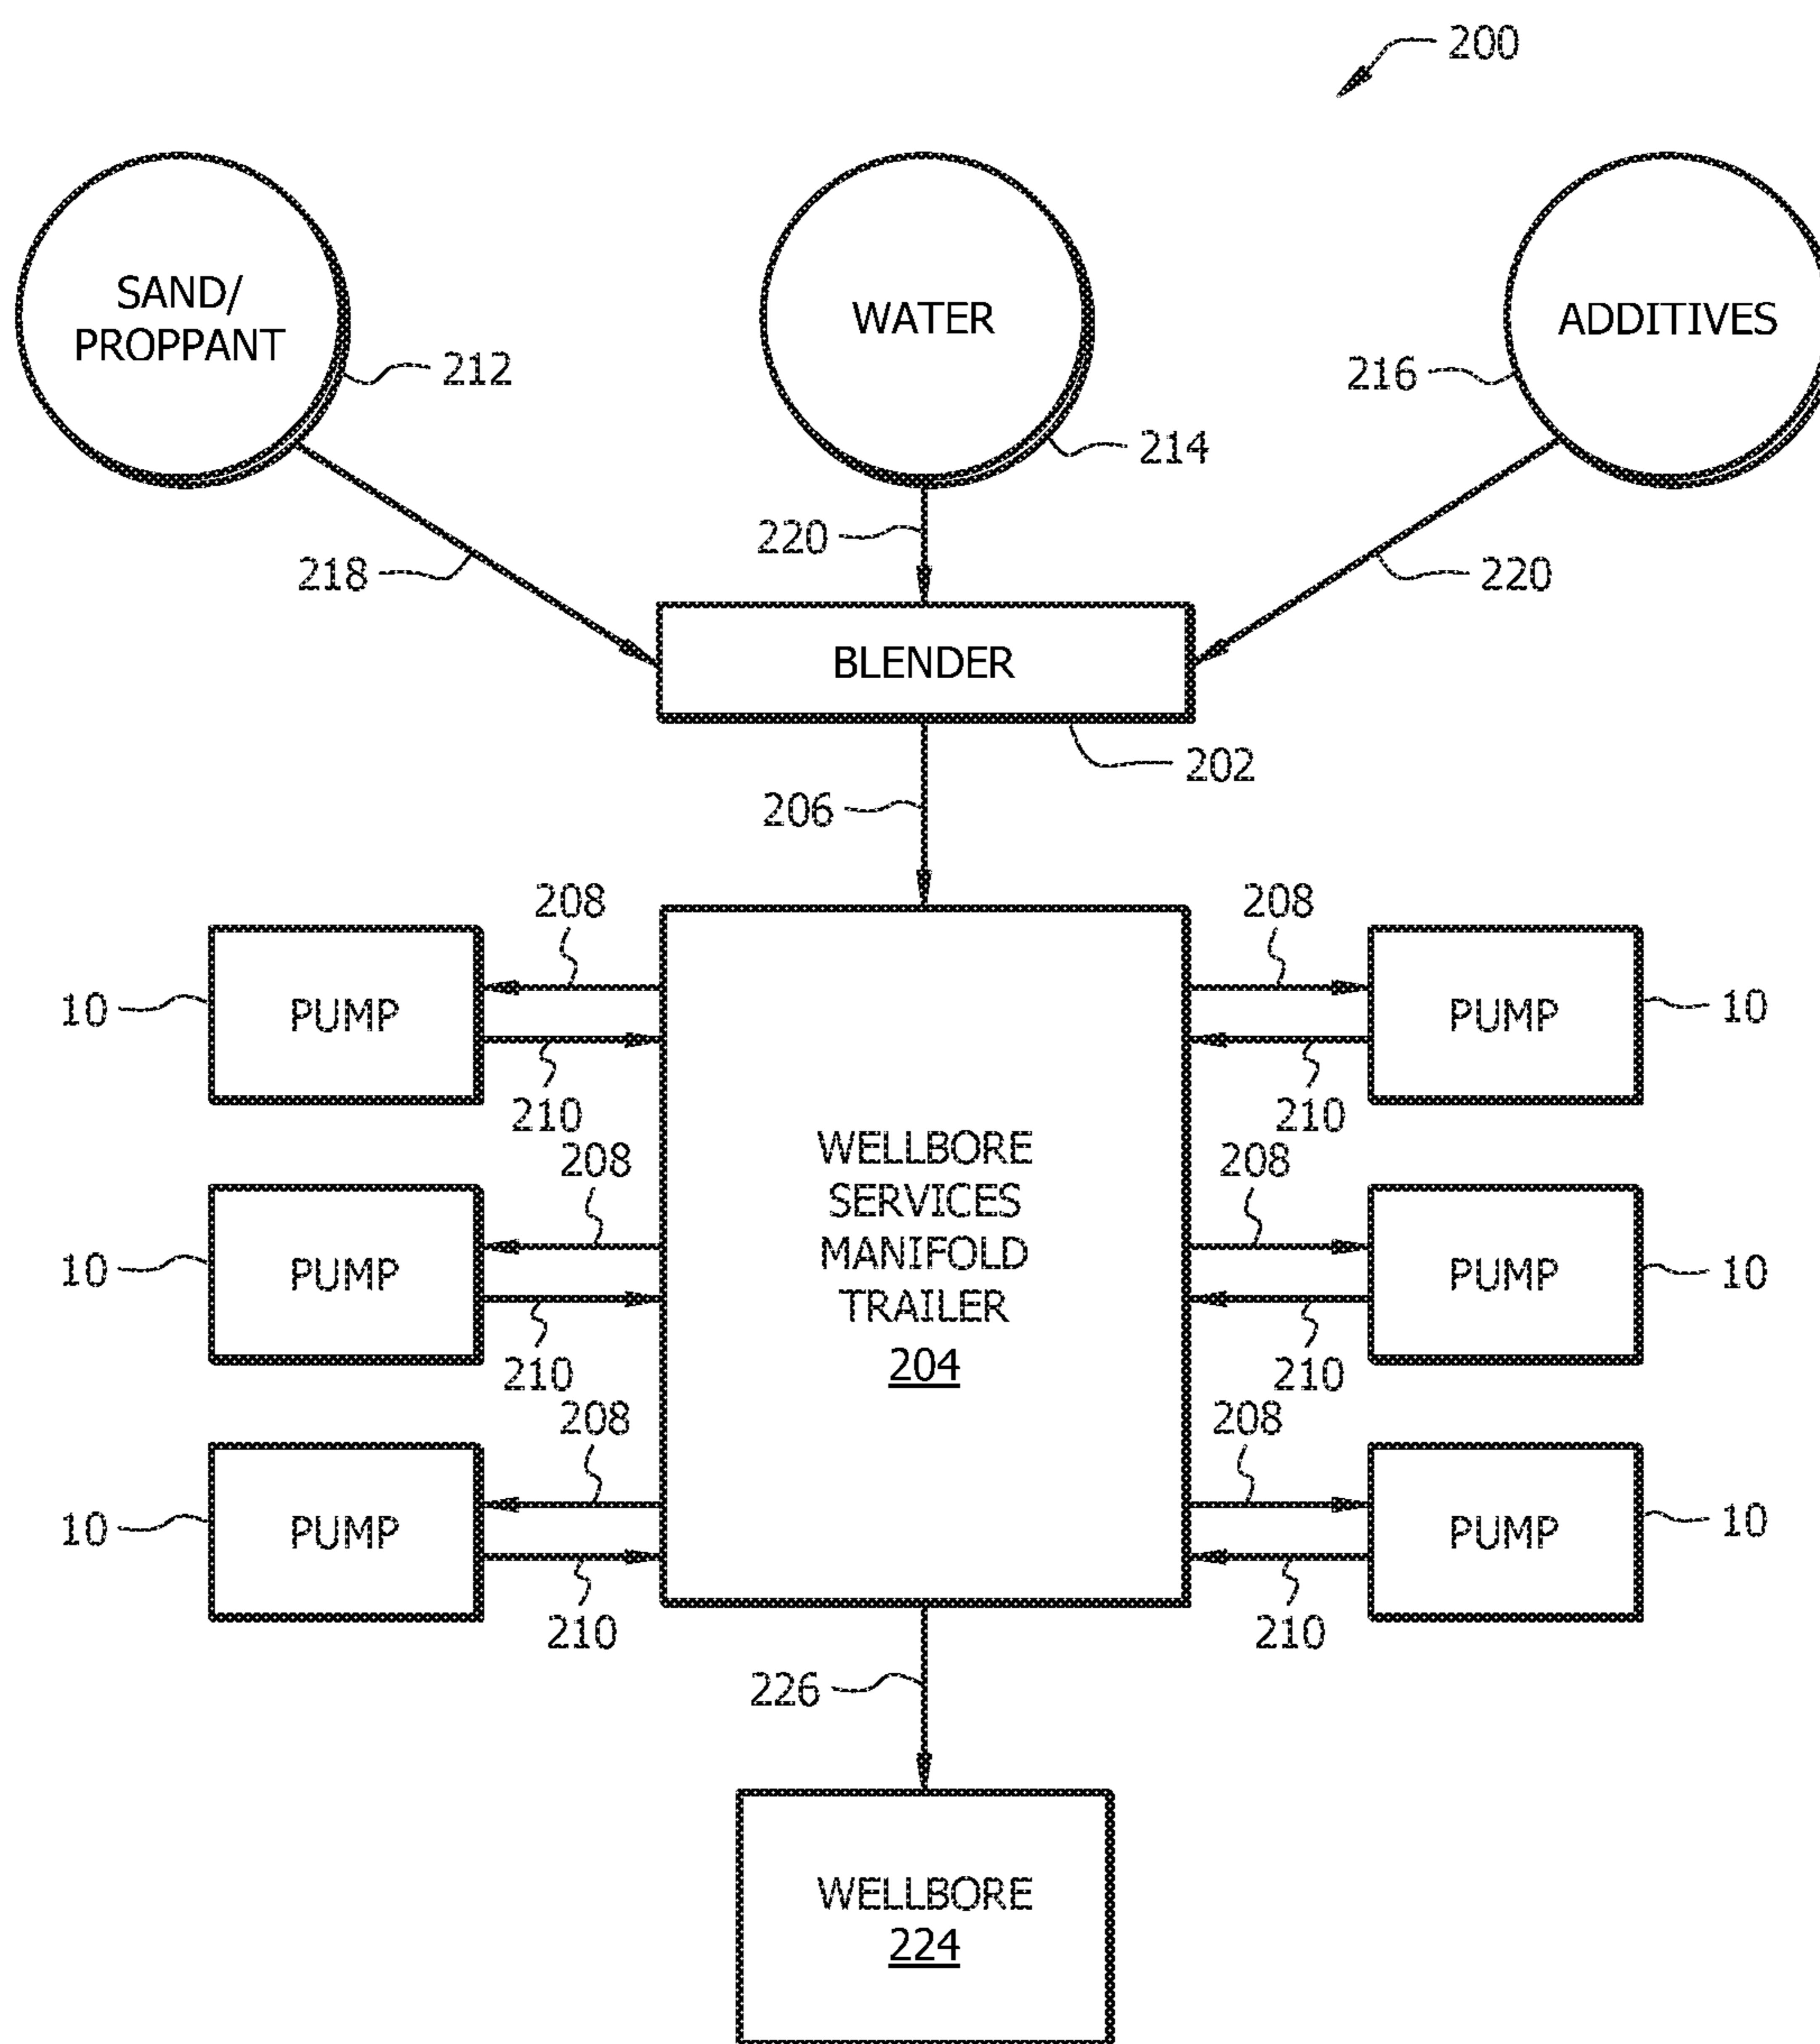 200
SAND/
PROPPANT
WATER
ADDITIVES
212
216
214
220
218
220
BLENDER
202
206
208
208
10
PUMP
PUMP
10
210
210
WELLBORE
SERVICES
MANIFOLD
TRAILER
204
208
208
10
PUMP
PUMP
10
210
210
208
208
10
PUMP
PUMP
10
210
210
226
WELLBORE
224